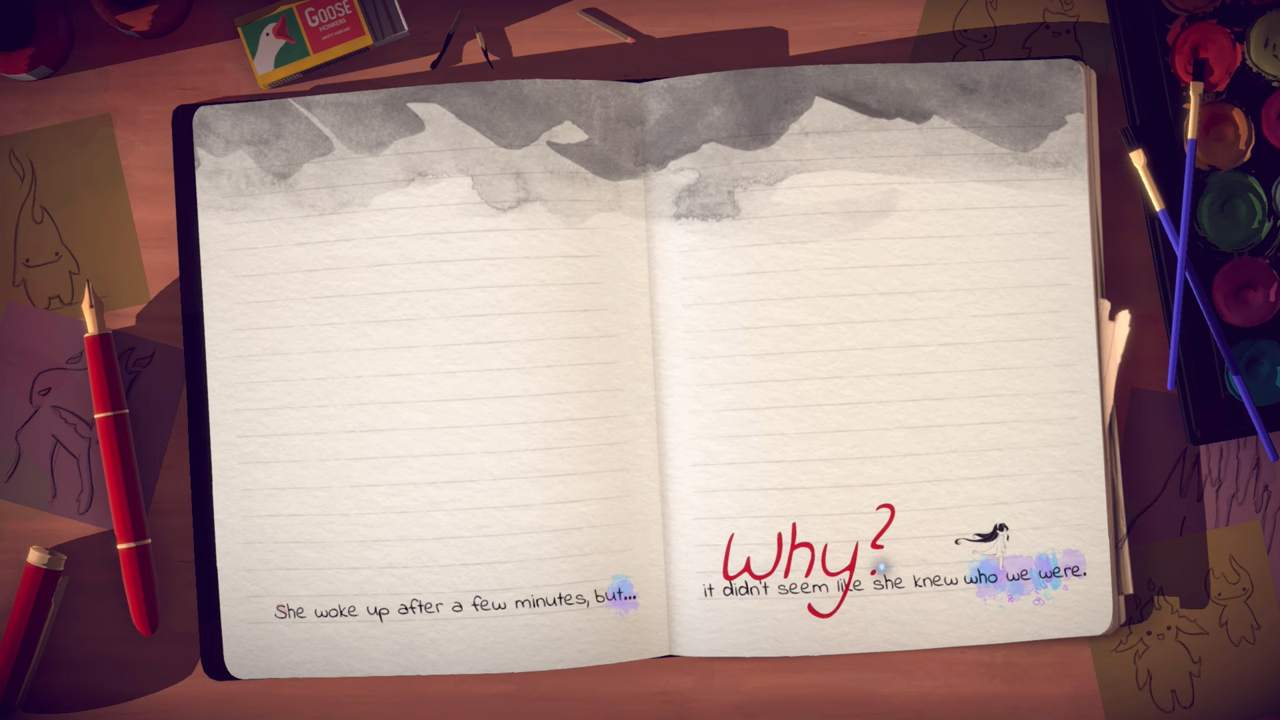 GOOSE
She woke up after a few minutes, but...
Why?
it didn't seem like she knew who we were.